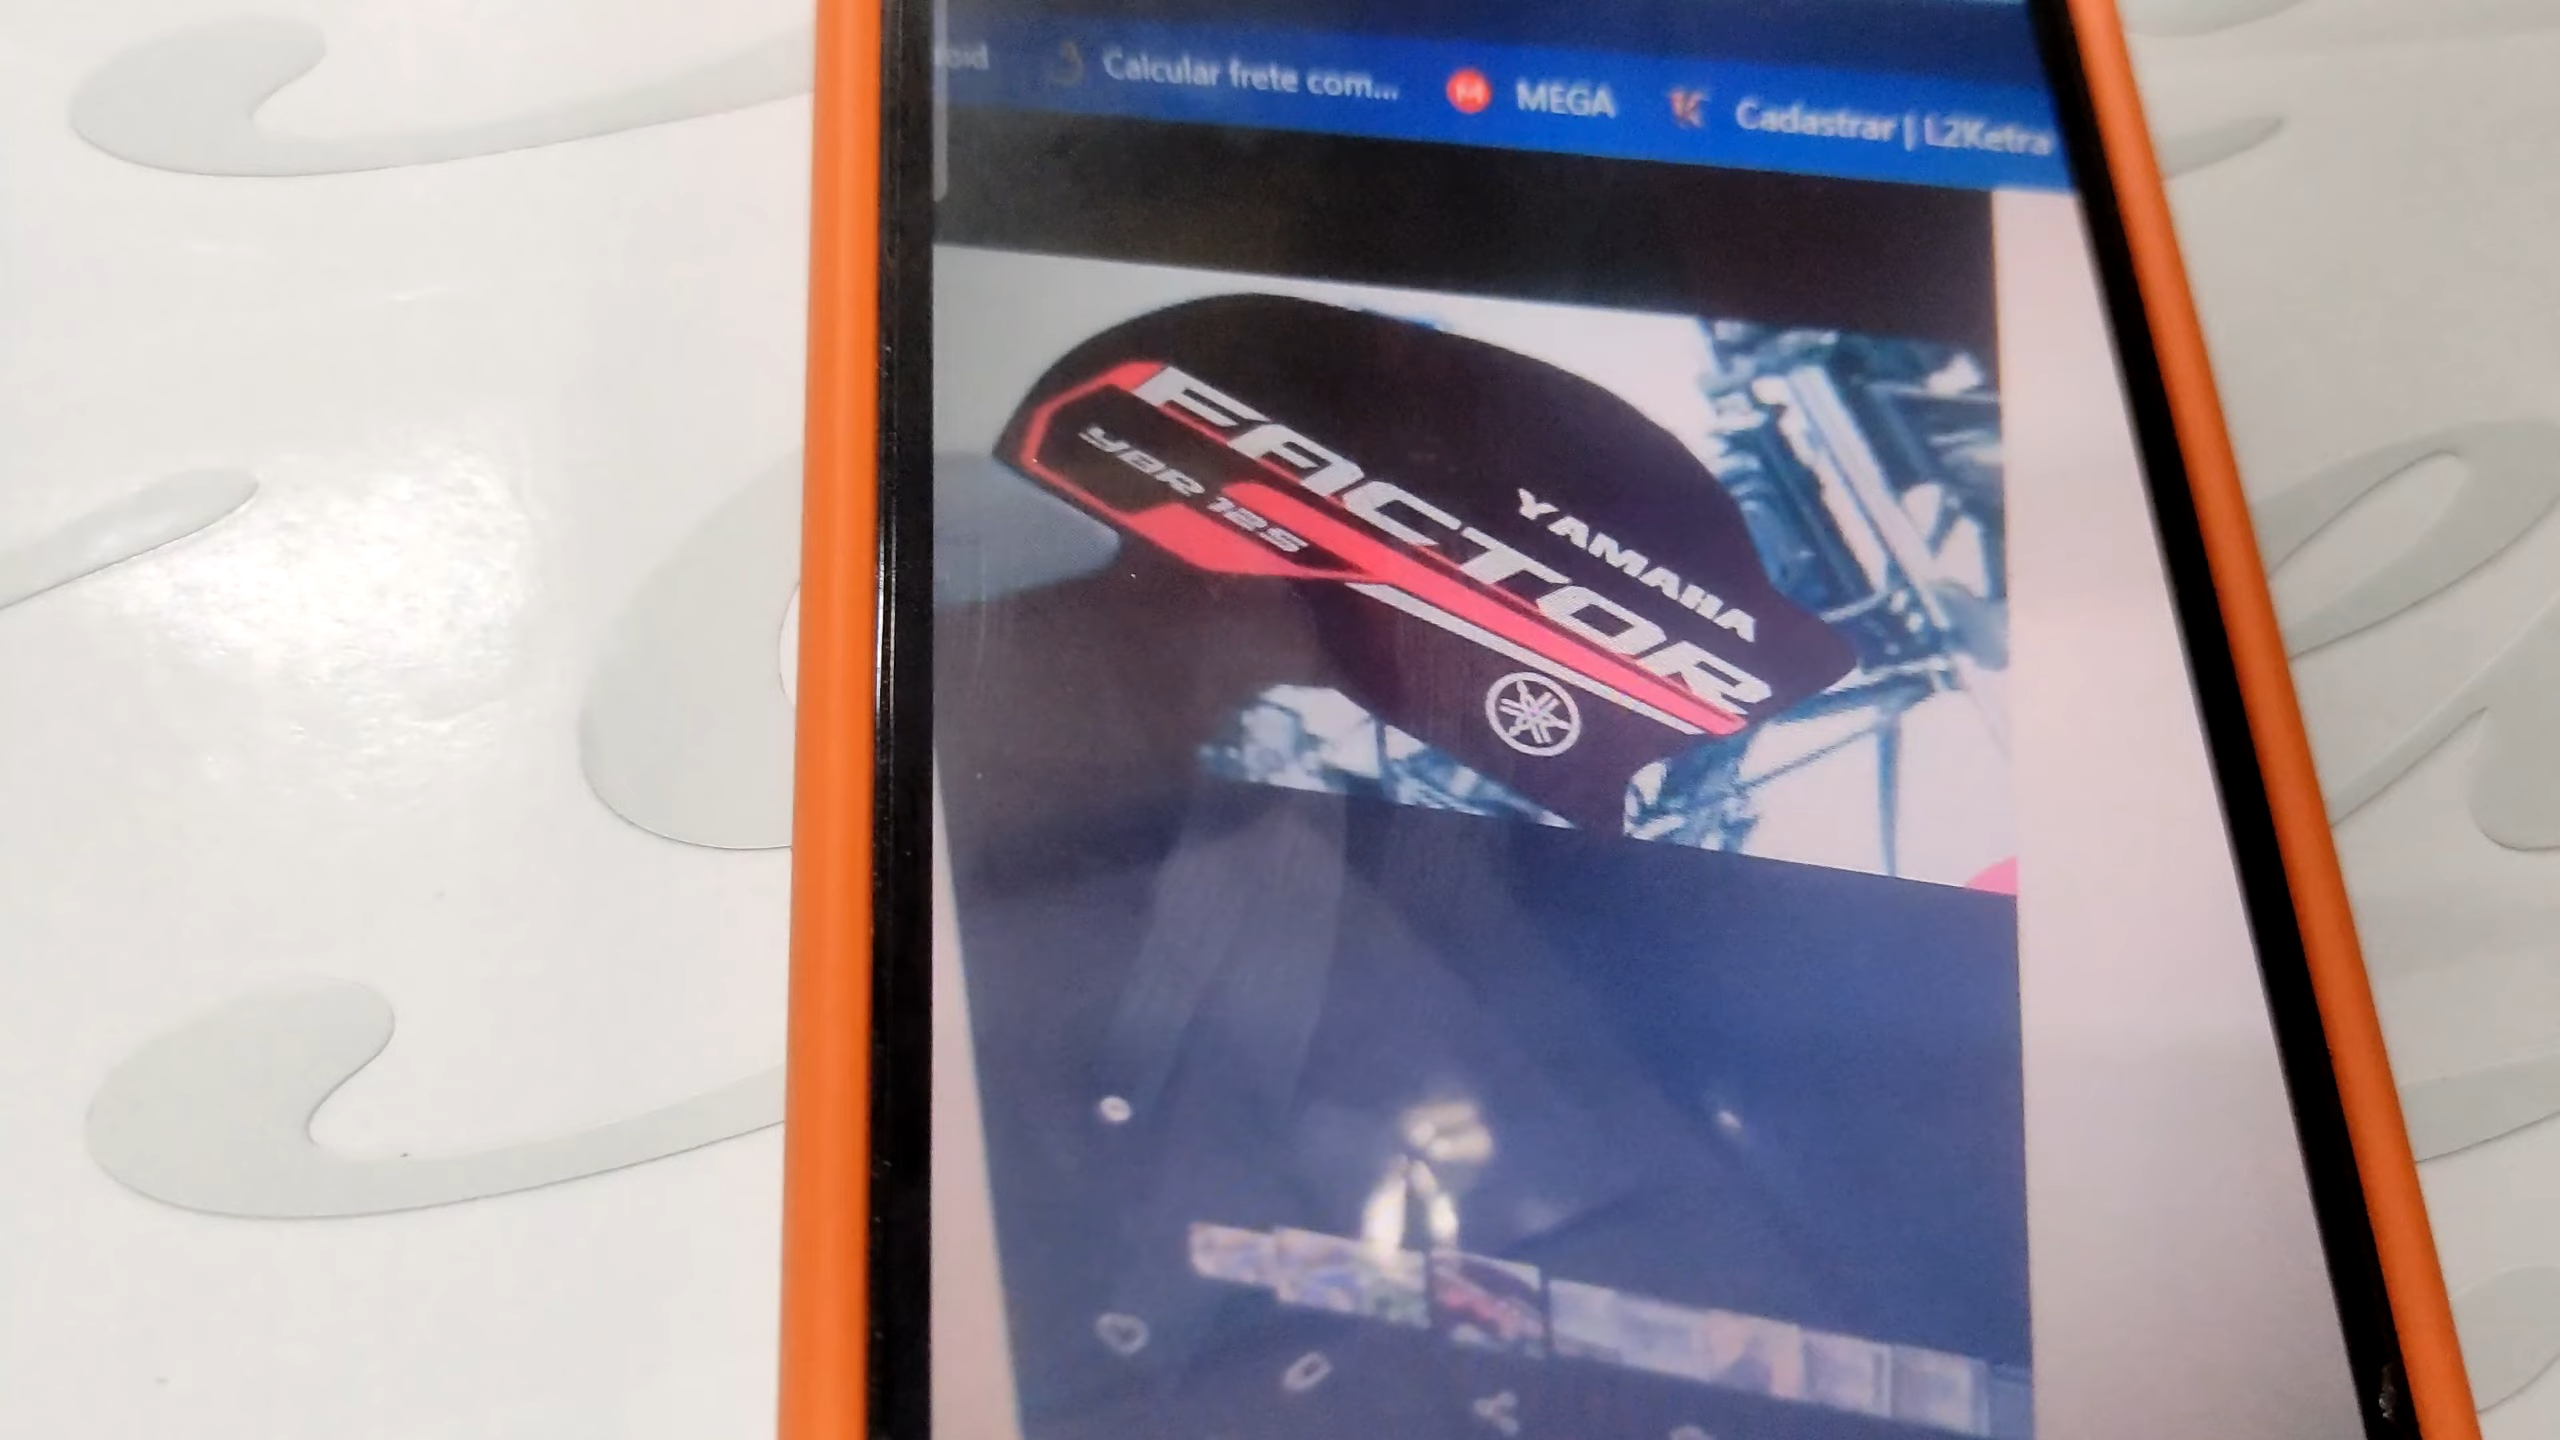 Calcular frete com...
MEGA
Cadastrar | L2Ketra
FACTOR
YBR 125
YAMAHA